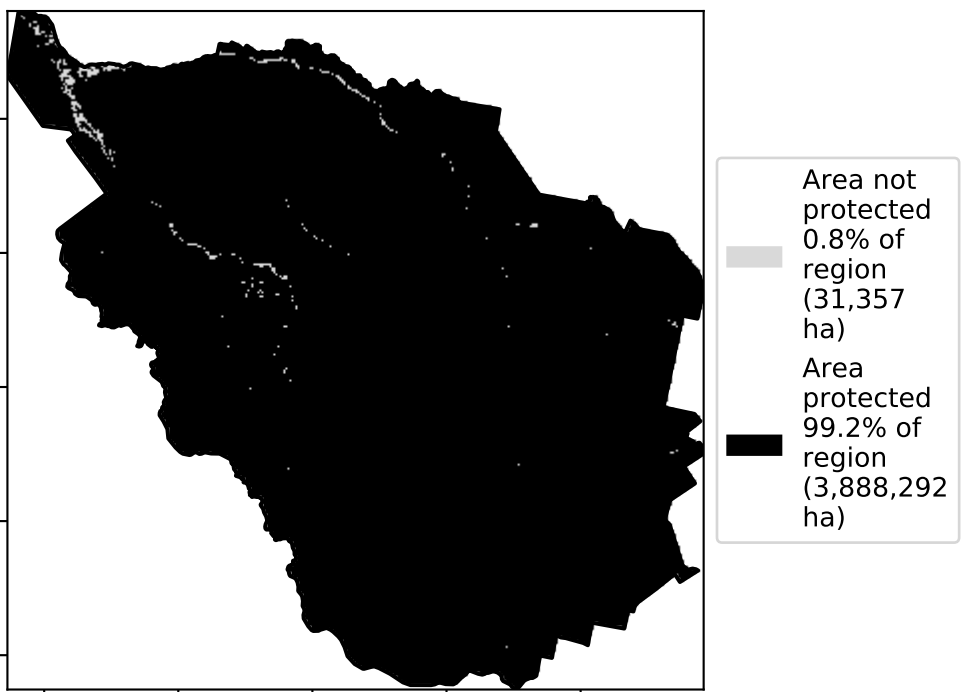 Area not
protected
0.8% of
region
(31,357
ha)
Area
protected
99.2% of
region
(3,888,292
ha)